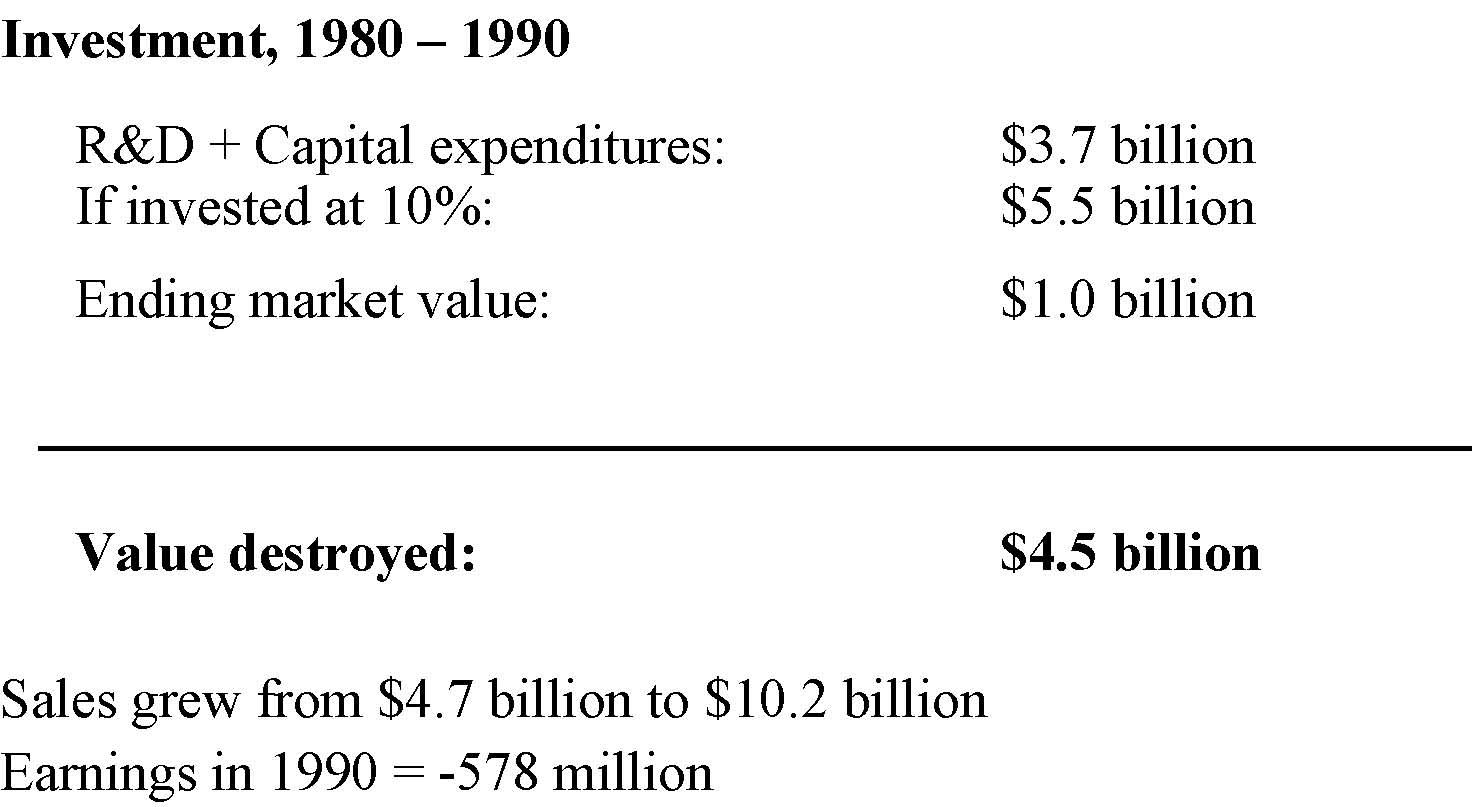 Investment, 1980 – 1990
R&D + Capital expenditures: $3.7 billion
If invested at 10%: $5.5 billion
Ending market value: $1.0 billion
Value destroyed: $4.5 billion
Sales grew from $4.7 billion to $10.2 billion
Earnings in 1990 = -578 million